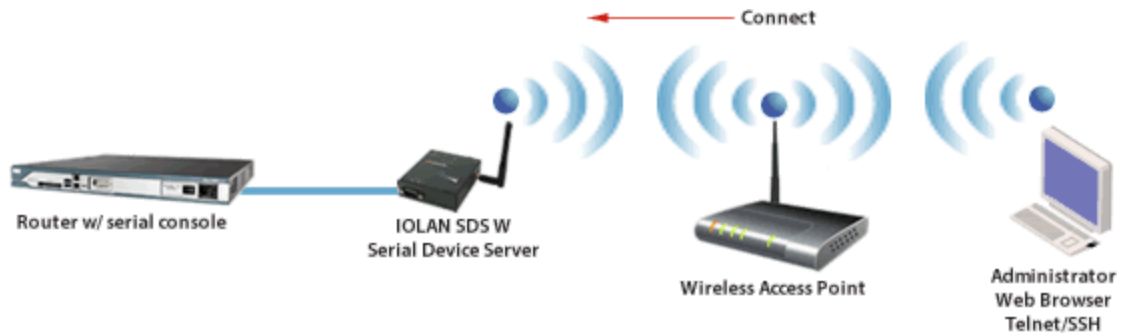 Connect
Router w/ serial console
IOLAN SDS W
Serial Device Server
Wireless Access Point
Administrator
Web Browser
Telnet/SSH